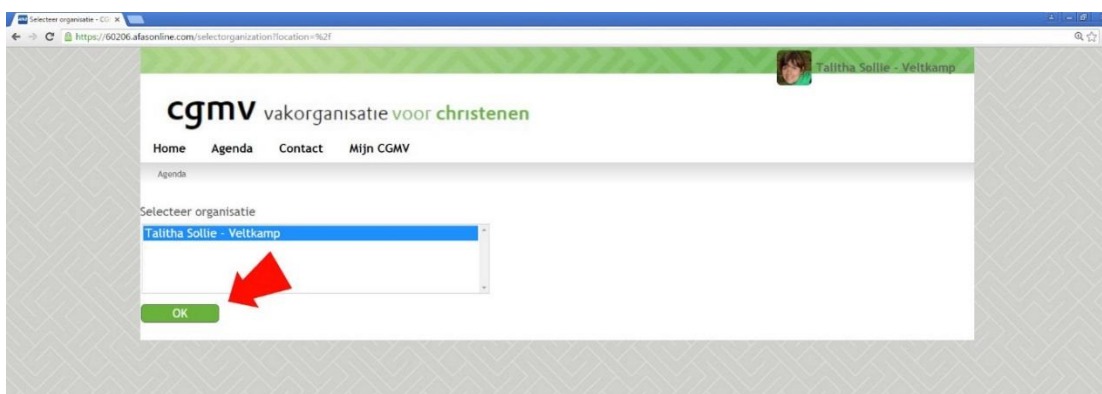 Selecteer organisatie - CG
https://60206.afasonline.com/selectorganization?location=%2f
Talitha Sollie - Veltkamp
cgmv vakorganisatie voor christenen
Home Agenda Contact Mijn CGMV
Agenda
Selecteer organisatie
Talitha Sollie - Veltkamp
OK